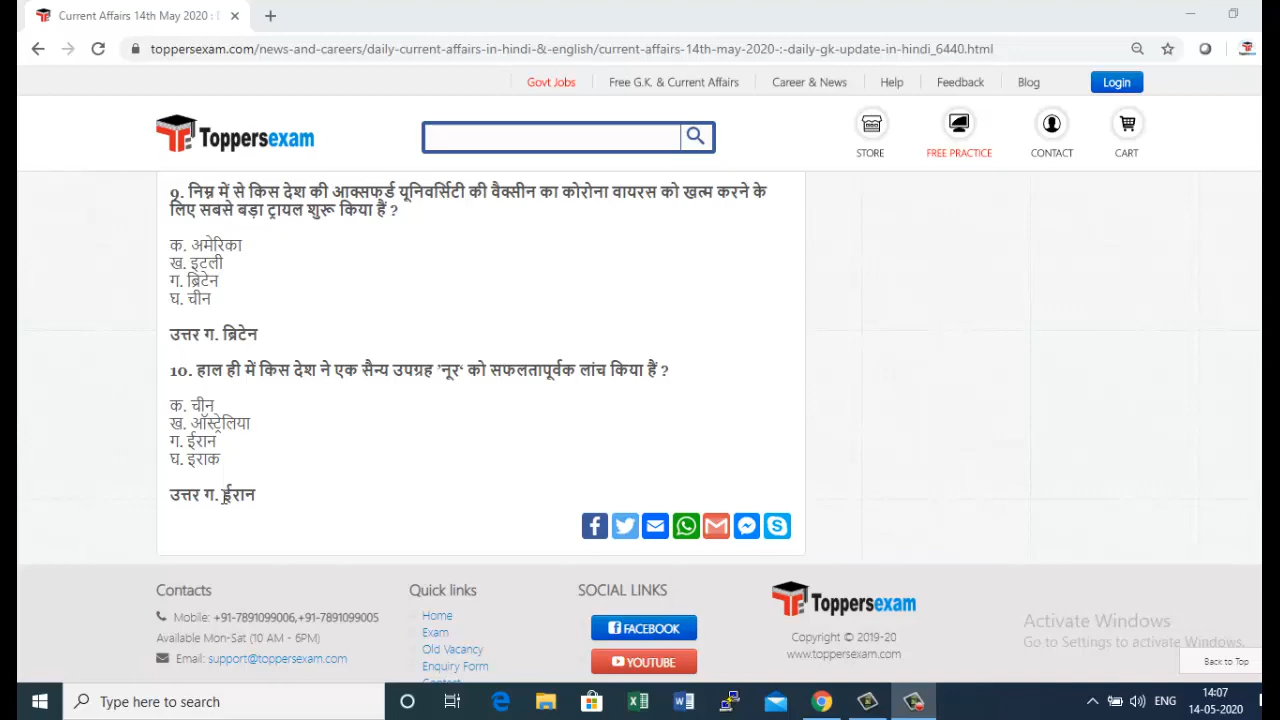 Current Affairs 14th May 2020 :
toppersexam.com/news-and-careers/daily-current-affairs-in-hindi-&-english/current-affairs-14th-may-2020-:-daily-gk-update-in-hindi_6440.html
Govt Jobs Free G.K. & Current Affairs Career & News Help Feedback Blog Login
Toppersexam
STORE FREE PRACTICE CONTACT CART
9. निम्न में से किस देश की आक्सफर्ड यूनिवर्सिटी की वैक्सीन का कोरोना वायरस को खत्म करने के
लिए सबसे बड़ा ट्रायल शुरू किया हैं ?
क. अमेरिका
ख. इटली
ग. ब्रिटेन
घ. चीन
उत्तर ग. ब्रिटेन
10. हाल ही में किस देश ने एक सैन्य उपग्रह 'नूर' को सफलतापूर्वक लांच किया हैं ?
क. चीन
ख. ऑस्ट्रेलिया
ग. ईरान
घ. इराक
उत्तर ग. ईरान
Contacts
Mobile: +91-7891099006,+91-7891099005
Available Mon-Sat (10 AM - 6PM)
Email: support@toppersexam.com
Quick links
Home
Exam
Old Vacancy
Enquiry Form
SOCIAL LINKS
FACEBOOK
YOUTUBE
Toppersexam
Copyright © 2019-20
www.toppersexam.com
Activate Windows
Go to Settings to activate Windows.
Back to Top
Type here to search
ENG
14:07
14-05-2020